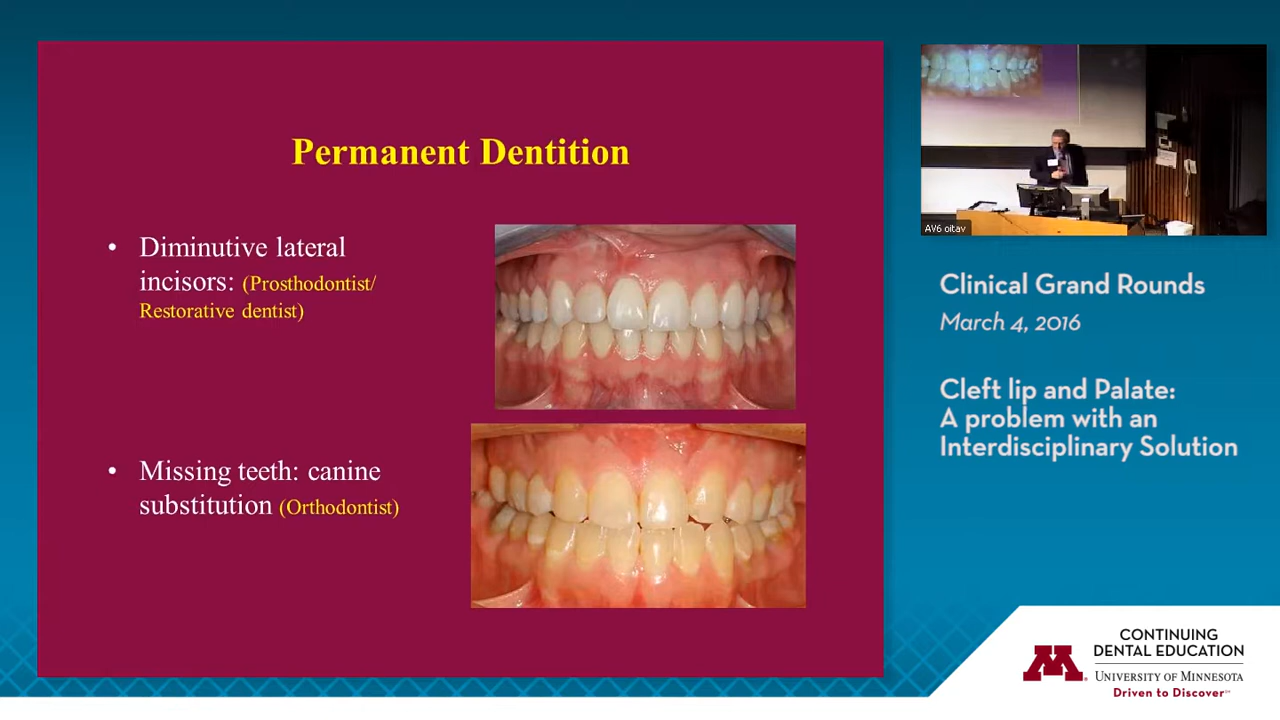 Permanent Dentition
• Diminutive lateral
incisors: (Prosthodontist/
Restorative dentist)
• Missing teeth: canine
substitution (Orthodontist)
AV6 oitav
Clinical Grand Rounds
March 4, 2016
Cleft lip and Palate:
A problem with an
Interdisciplinary Solution
M
CONTINUING
DENTAL EDUCATION
UNIVERSITY OF MINNESOTA
Driven to Discover℠